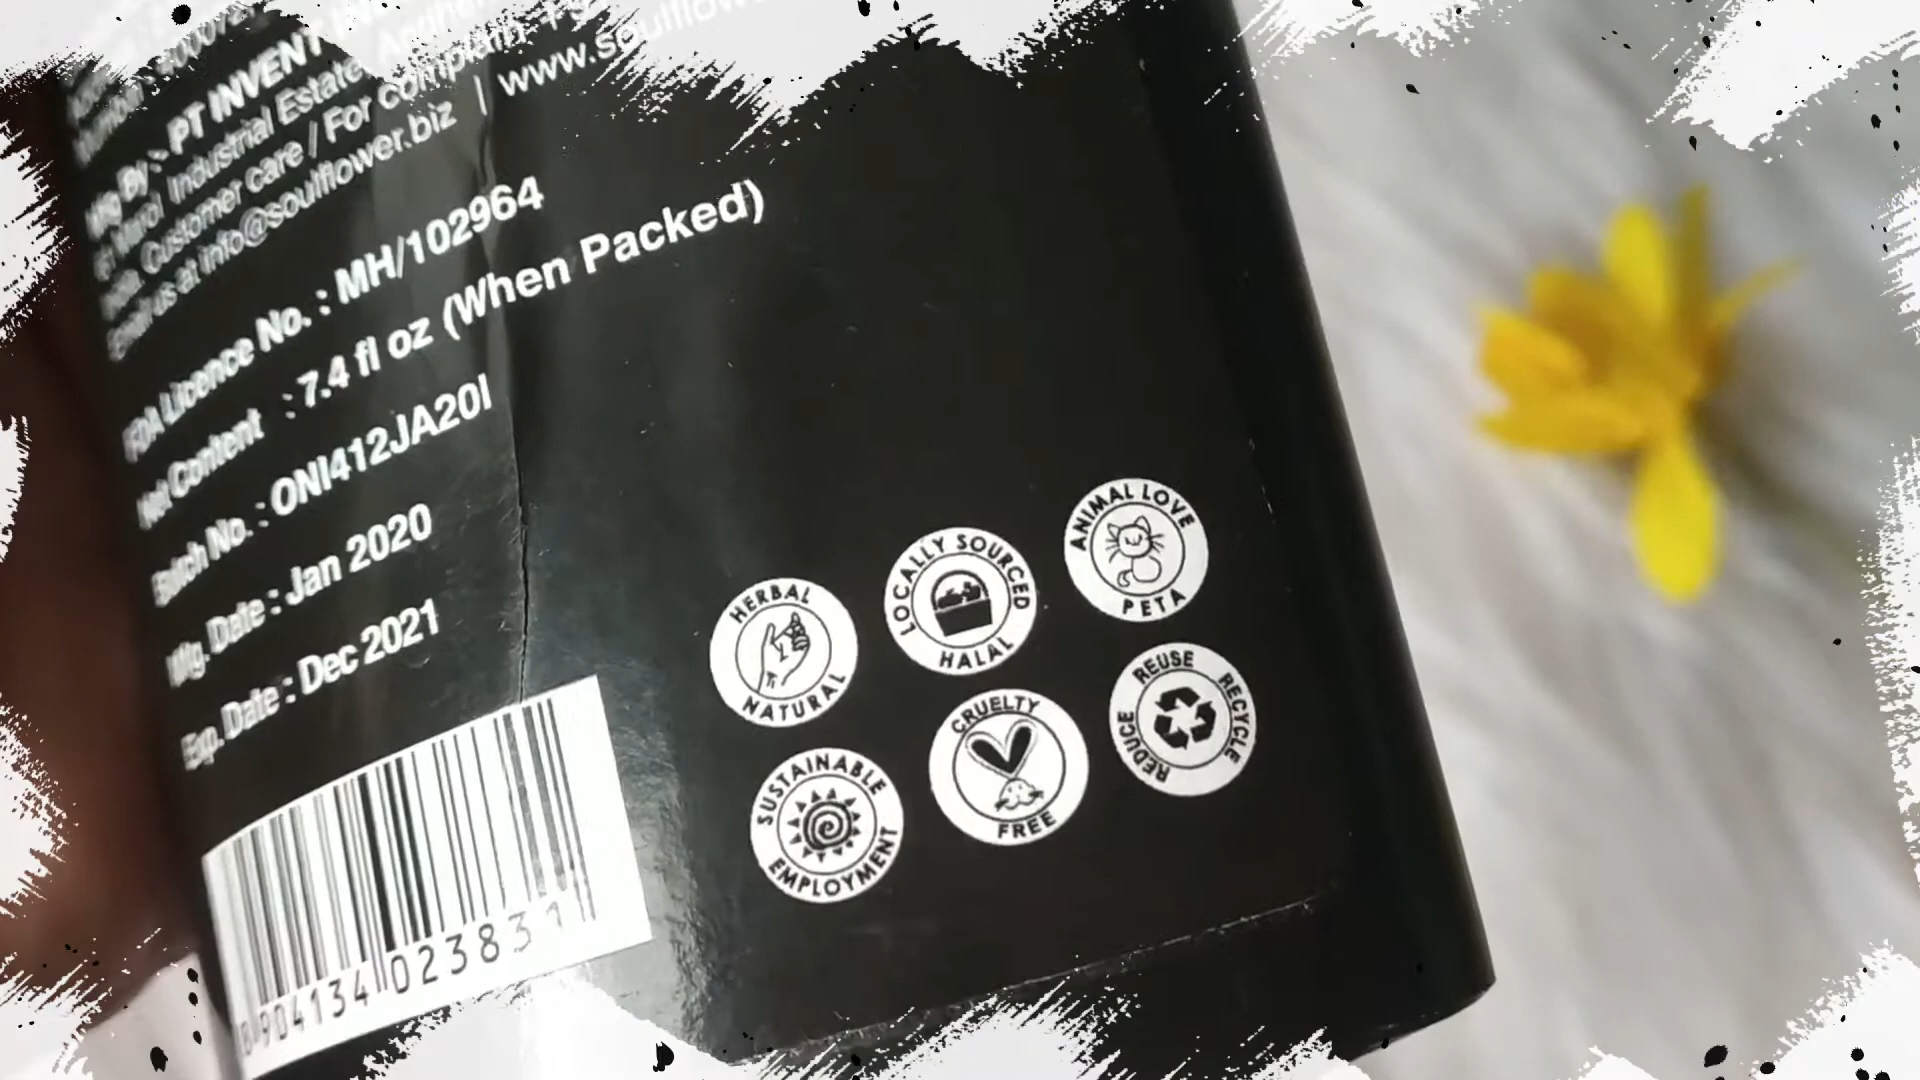 Mfg By :- PT INVENT
Industrial Estate
Customer care / For complaint
Email us at info@soulflower.biz | www.soulflower
FDA Licence No. : MH/102964
Net Content : 7.4 fl oz (When Packed)
Batch No. : ONI412JA20I
Mfg. Date : Jan 2020
Exp. Date : Dec 2021
8 904134 023831
HERBAL NATURAL
LOCALLY SOURCED HALAL
ANIMAL LOVE PETA
SUSTAINABLE EMPLOYMENT
CRUELTY FREE
REDUCE REUSE RECYCLE